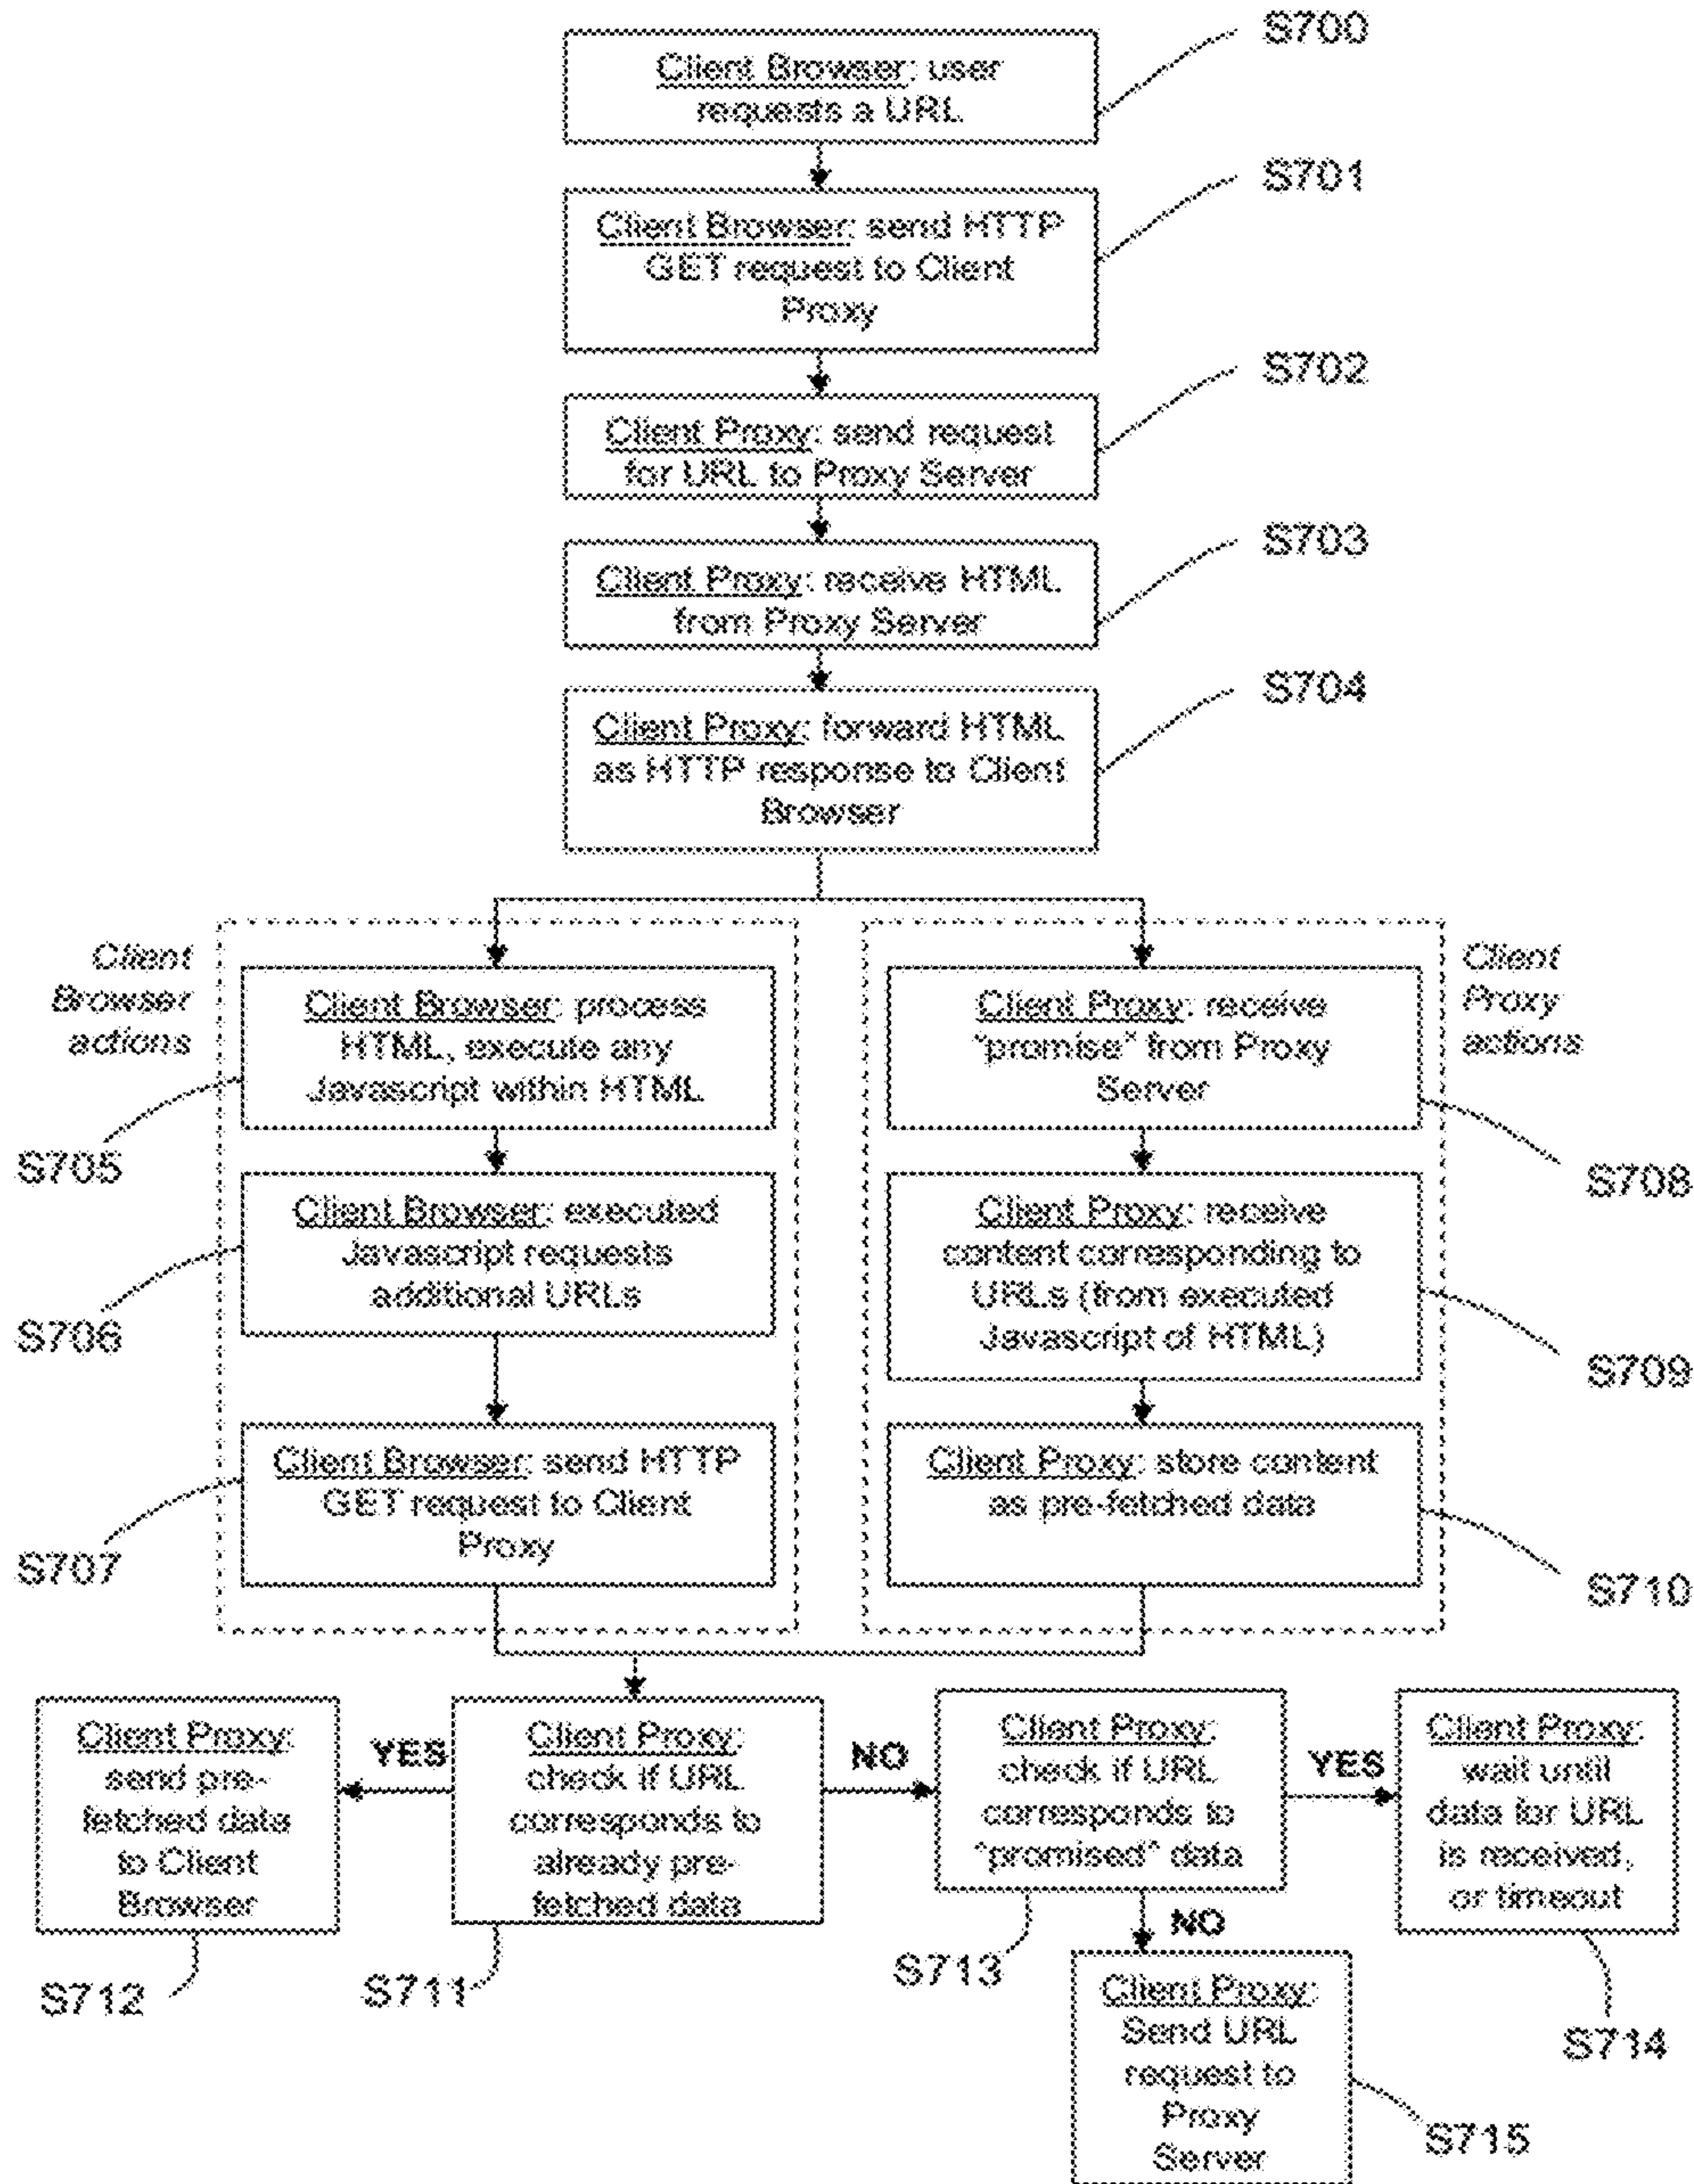 S700
Client Browser: user
requests a URL
S701
Client Browser: send HTTP
GET request to Client
Proxy
S702
Client Proxy: send request
for URL to Proxy Server
S703
Client Proxy: receive HTML
from Proxy Server
S704
Client Proxy: forward HTML
as HTTP response to Client
Browser
Client
Browser
actions
Client Browser: process
HTML, execute any
Javascript within HTML
S705
Client Browser: executed
Javascript requests
additional URLs
S706
Client Browser: send HTTP
GET request to Client
Proxy
S707
Client
Proxy
actions
Client Proxy: receive
"promise" from Proxy
Server
S708
Client Proxy: receive
content corresponding to
URLs (from executed
Javascript of HTML)
S709
Client Proxy: store content
as pre-fetched data
S710
Client Proxy:
send pre-
fetched data
to Client
Browser
S712
YES
Client Proxy:
check if URL
corresponds to
already pre-
fetched data
S711
NO
Client Proxy:
check if URL
corresponds to
"promised" data
S713
YES
Client Proxy:
wait until
data for URL
is received,
or timeout
S714
NO
Client Proxy:
Send URL
request to
Proxy
Server
S715